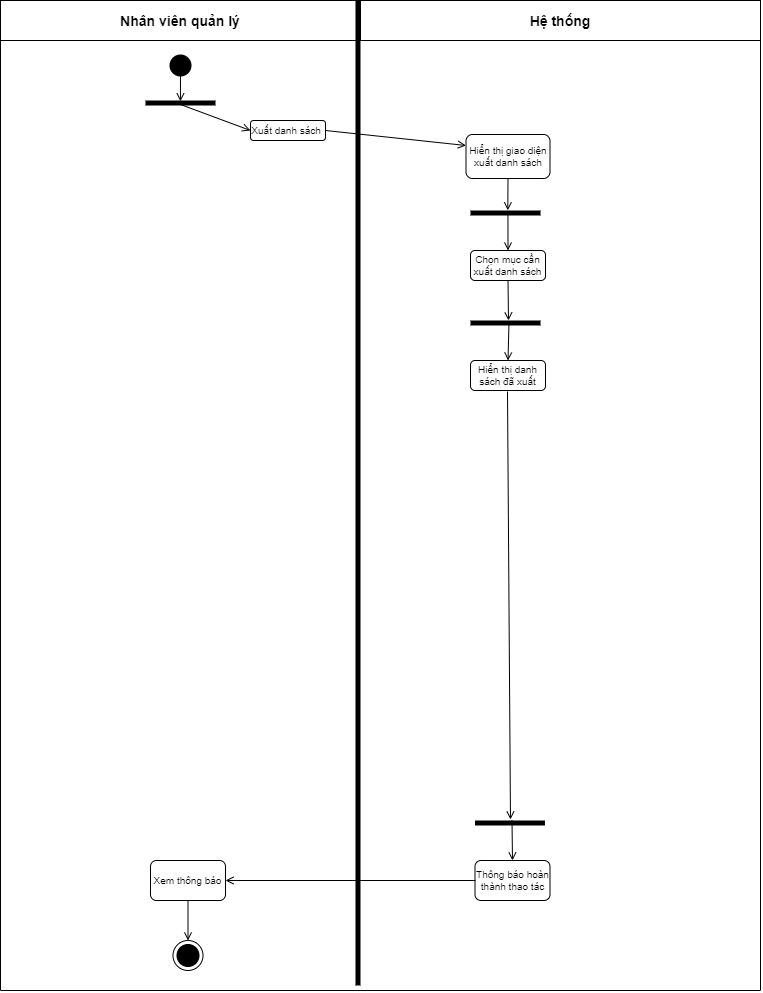 Nhân viên quản lý
Hệ thống
Xuất danh sách
Hiển thị giao diện
xuất danh sách
Chọn mục cần
xuất danh sách
Hiển thị danh
sách đã xuất
Thông báo hoàn
thành thao tác
Xem thông báo